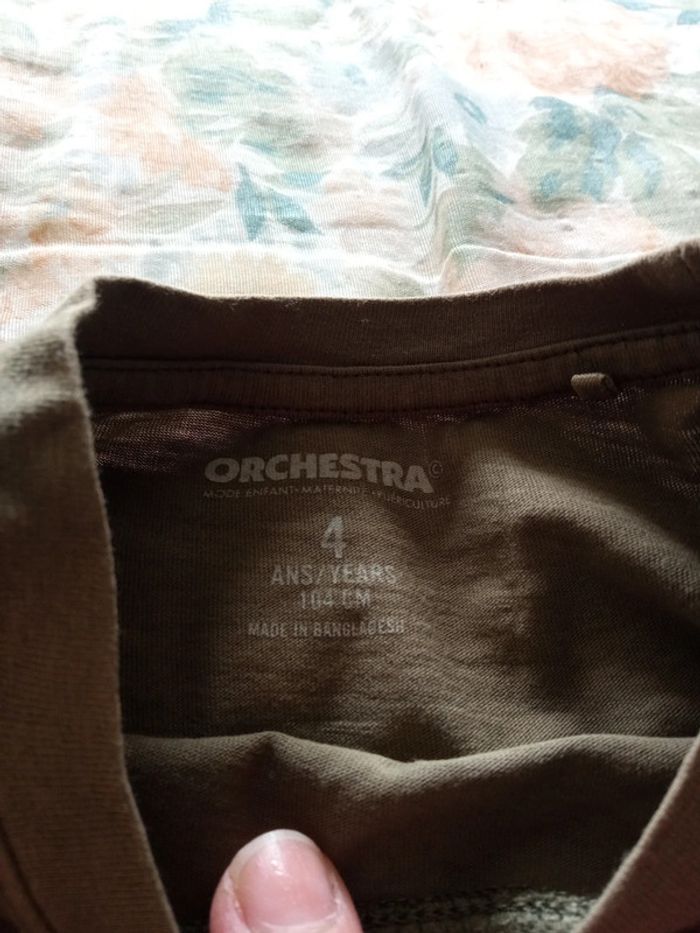 ORCHESTRA©
MODE ENFANT • MATERNITÉ • PUÉRICULTURE
4
ANS/YEARS
104 CM
MADE IN BANGLADESH